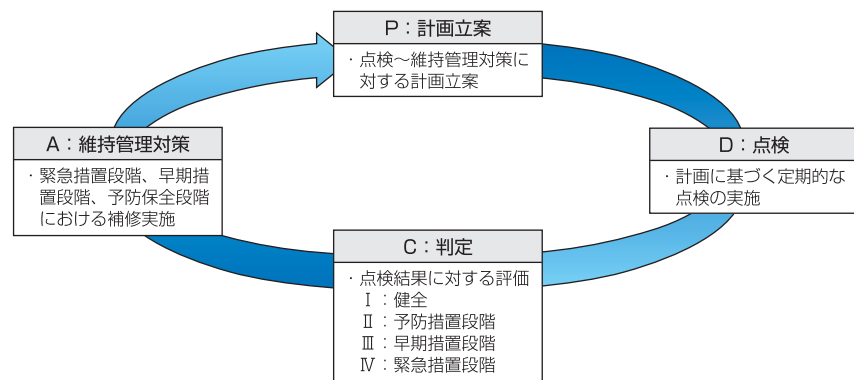 P：計画立案
・点検～維持管理対策に
対する計画立案
A：維持管理対策
・緊急措置段階、早期措
置段階、予防保全段階
における補修実施
D：点検
・計画に基づく定期的な
点検の実施
C：判定
・点検結果に対する評価
Ⅰ：健全
Ⅱ：予防措置段階
Ⅲ：早期措置段階
Ⅳ：緊急措置段階